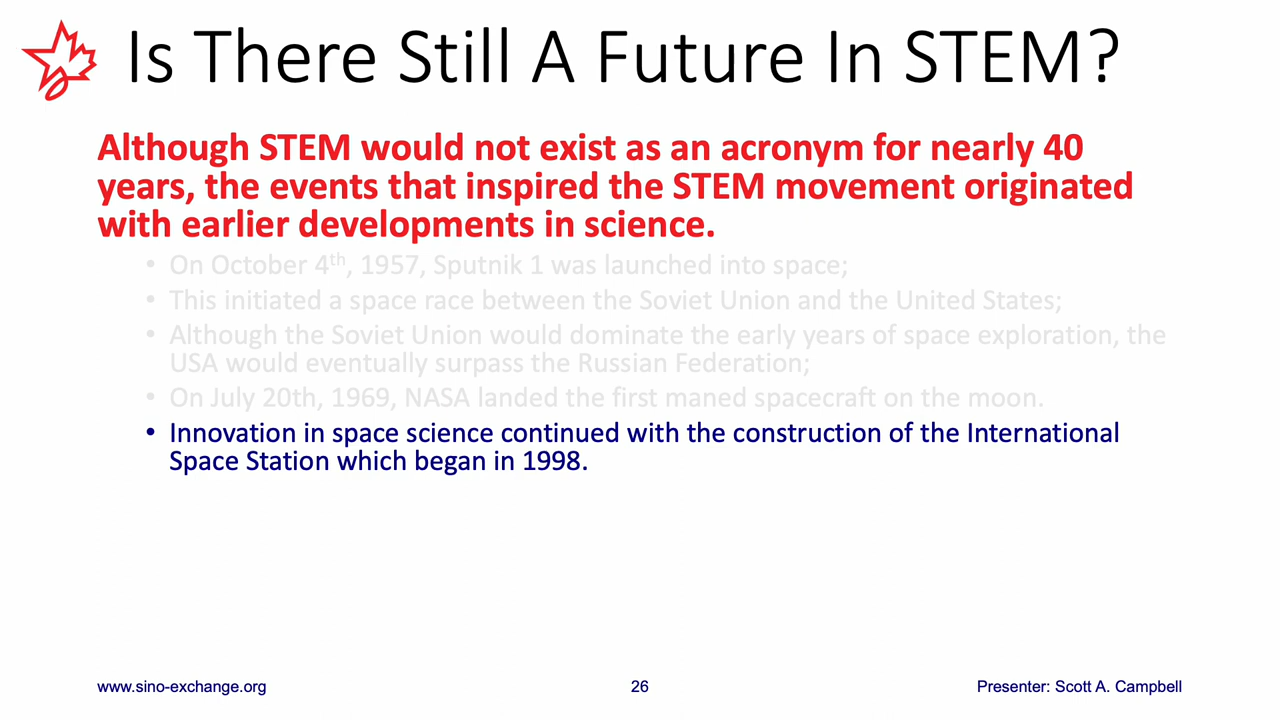 Is There Still A Future In STEM?
Although STEM would not exist as an acronym for nearly 40
years, the events that inspired the STEM movement originated
with earlier developments in science.
• On October 4th, 1957, Sputnik 1 was launched into space;
• This initiated a space race between the Soviet Union and the United States;
• Although the Soviet Union would dominate the early years of space exploration, the
USA would eventually surpass the Russian Federation;
• On July 20th, 1969, NASA landed the first maned spacecraft on the moon.
• Innovation in space science continued with the construction of the International
Space Station which began in 1998.
www.sino-exchange.org 26 Presenter: Scott A. Campbell